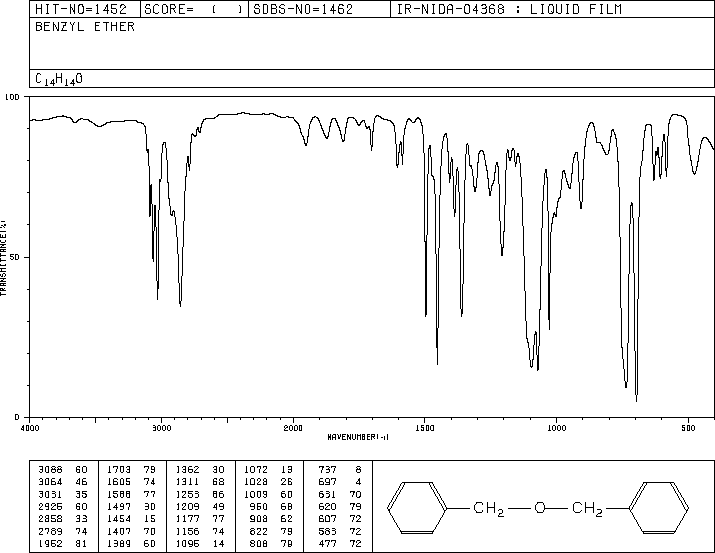 HIT-NO=1452 SCORE= ( ) SDBS-NO=1462 IR-NIDA-04368 : LIQUID FILM
BENZYL ETHER
C14H14O
100
50
0
TRANSMITTANCE(%)
4000 3000 2000 1500 1000 500
WAVENUMBER(-1)
3088 60 1703 79 1362 30 1072 13 737 8
3064 46 1605 74 1311 68 1028 26 697 4
3031 35 1588 77 1253 86 1009 60 631 70
2925 60 1497 30 1209 49 950 68 620 79
2858 33 1454 15 1177 77 908 62 607 72
2789 74 1407 70 1156 74 822 79 583 72
1952 81 1389 60 1095 14 808 79 477 72
CH2 O CH2